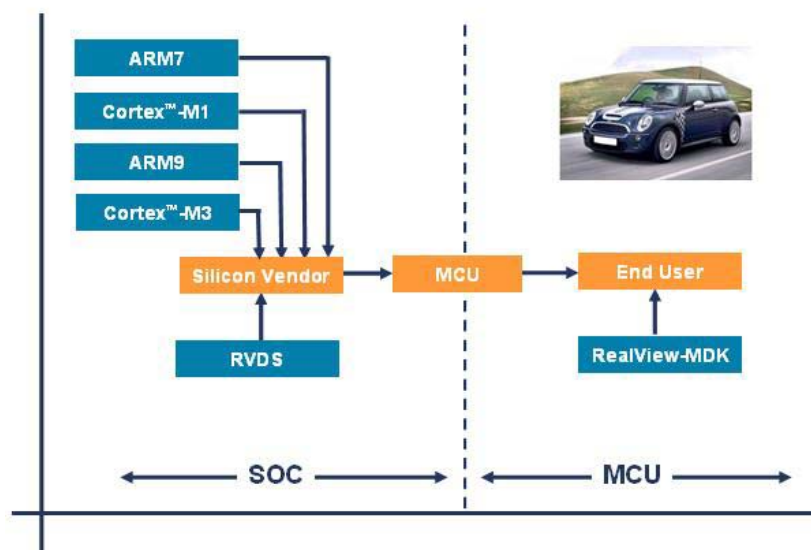 ARM7
Cortex™-M1
ARM9
Cortex™-M3
Silicon Vendor
MCU
End User
RVDS
RealView-MDK
SOC
MCU